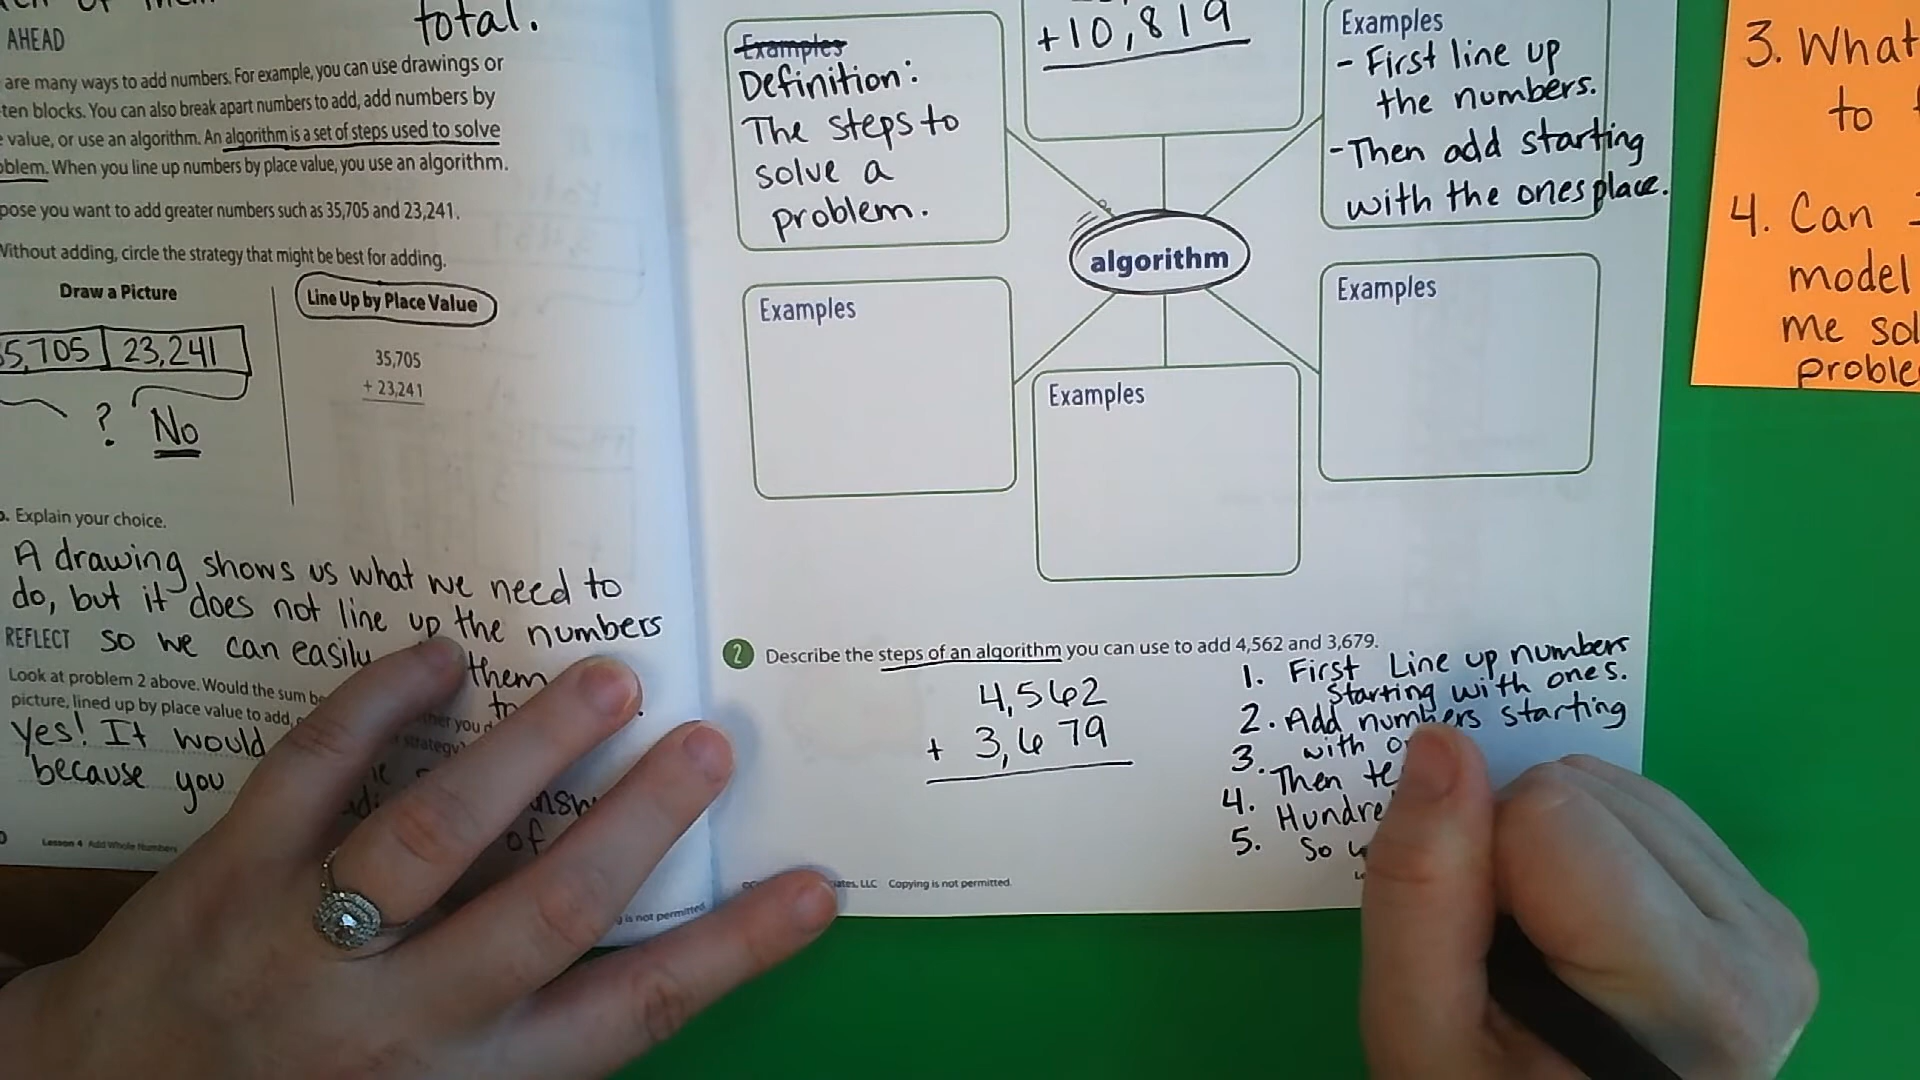 total.
AHEAD
are many ways to add numbers. For example, you can use drawings or
ten blocks. You can also break apart numbers to add, add numbers by
value, or use an algorithm. An algorithm is a set of steps used to solve
oblem. When you line up numbers by place value, you use an algorithm.
pose you want to add greater numbers such as 35,705 and 23,241.
Without adding, circle the strategy that might be best for adding.
Draw a Picture
5,705 23,241
? No
Line Up by Place Value
35,705
+ 23,241
Explain your choice.
A drawing shows us what we need to
do, but it does not line up the numbers
REFLECT so we can easily
them
Look at problem 2 above. Would the sum be
picture, lined up by place value to add,
strategy?
Yes! It would
because you
of
Lesson 4 Add Whole Numbers
g is not permitted.
Examples
Definition:
The steps to
solve a
problem.
+10,819
Examples
- First line up
the numbers.
- Then add starting
with the ones place.
algorithm
Examples
Examples
Examples
2 Describe the steps of an algorithm you can use to add 4,562 and 3,679.
4,562
+ 3,679
1. First Line up numbers
starting with ones.
2. Add numbers starting
with
3. Then te
4. Hundre
5. So
iates, LLC Copying is not permitted.
3. What
to
4. Can
model
me sol
proble